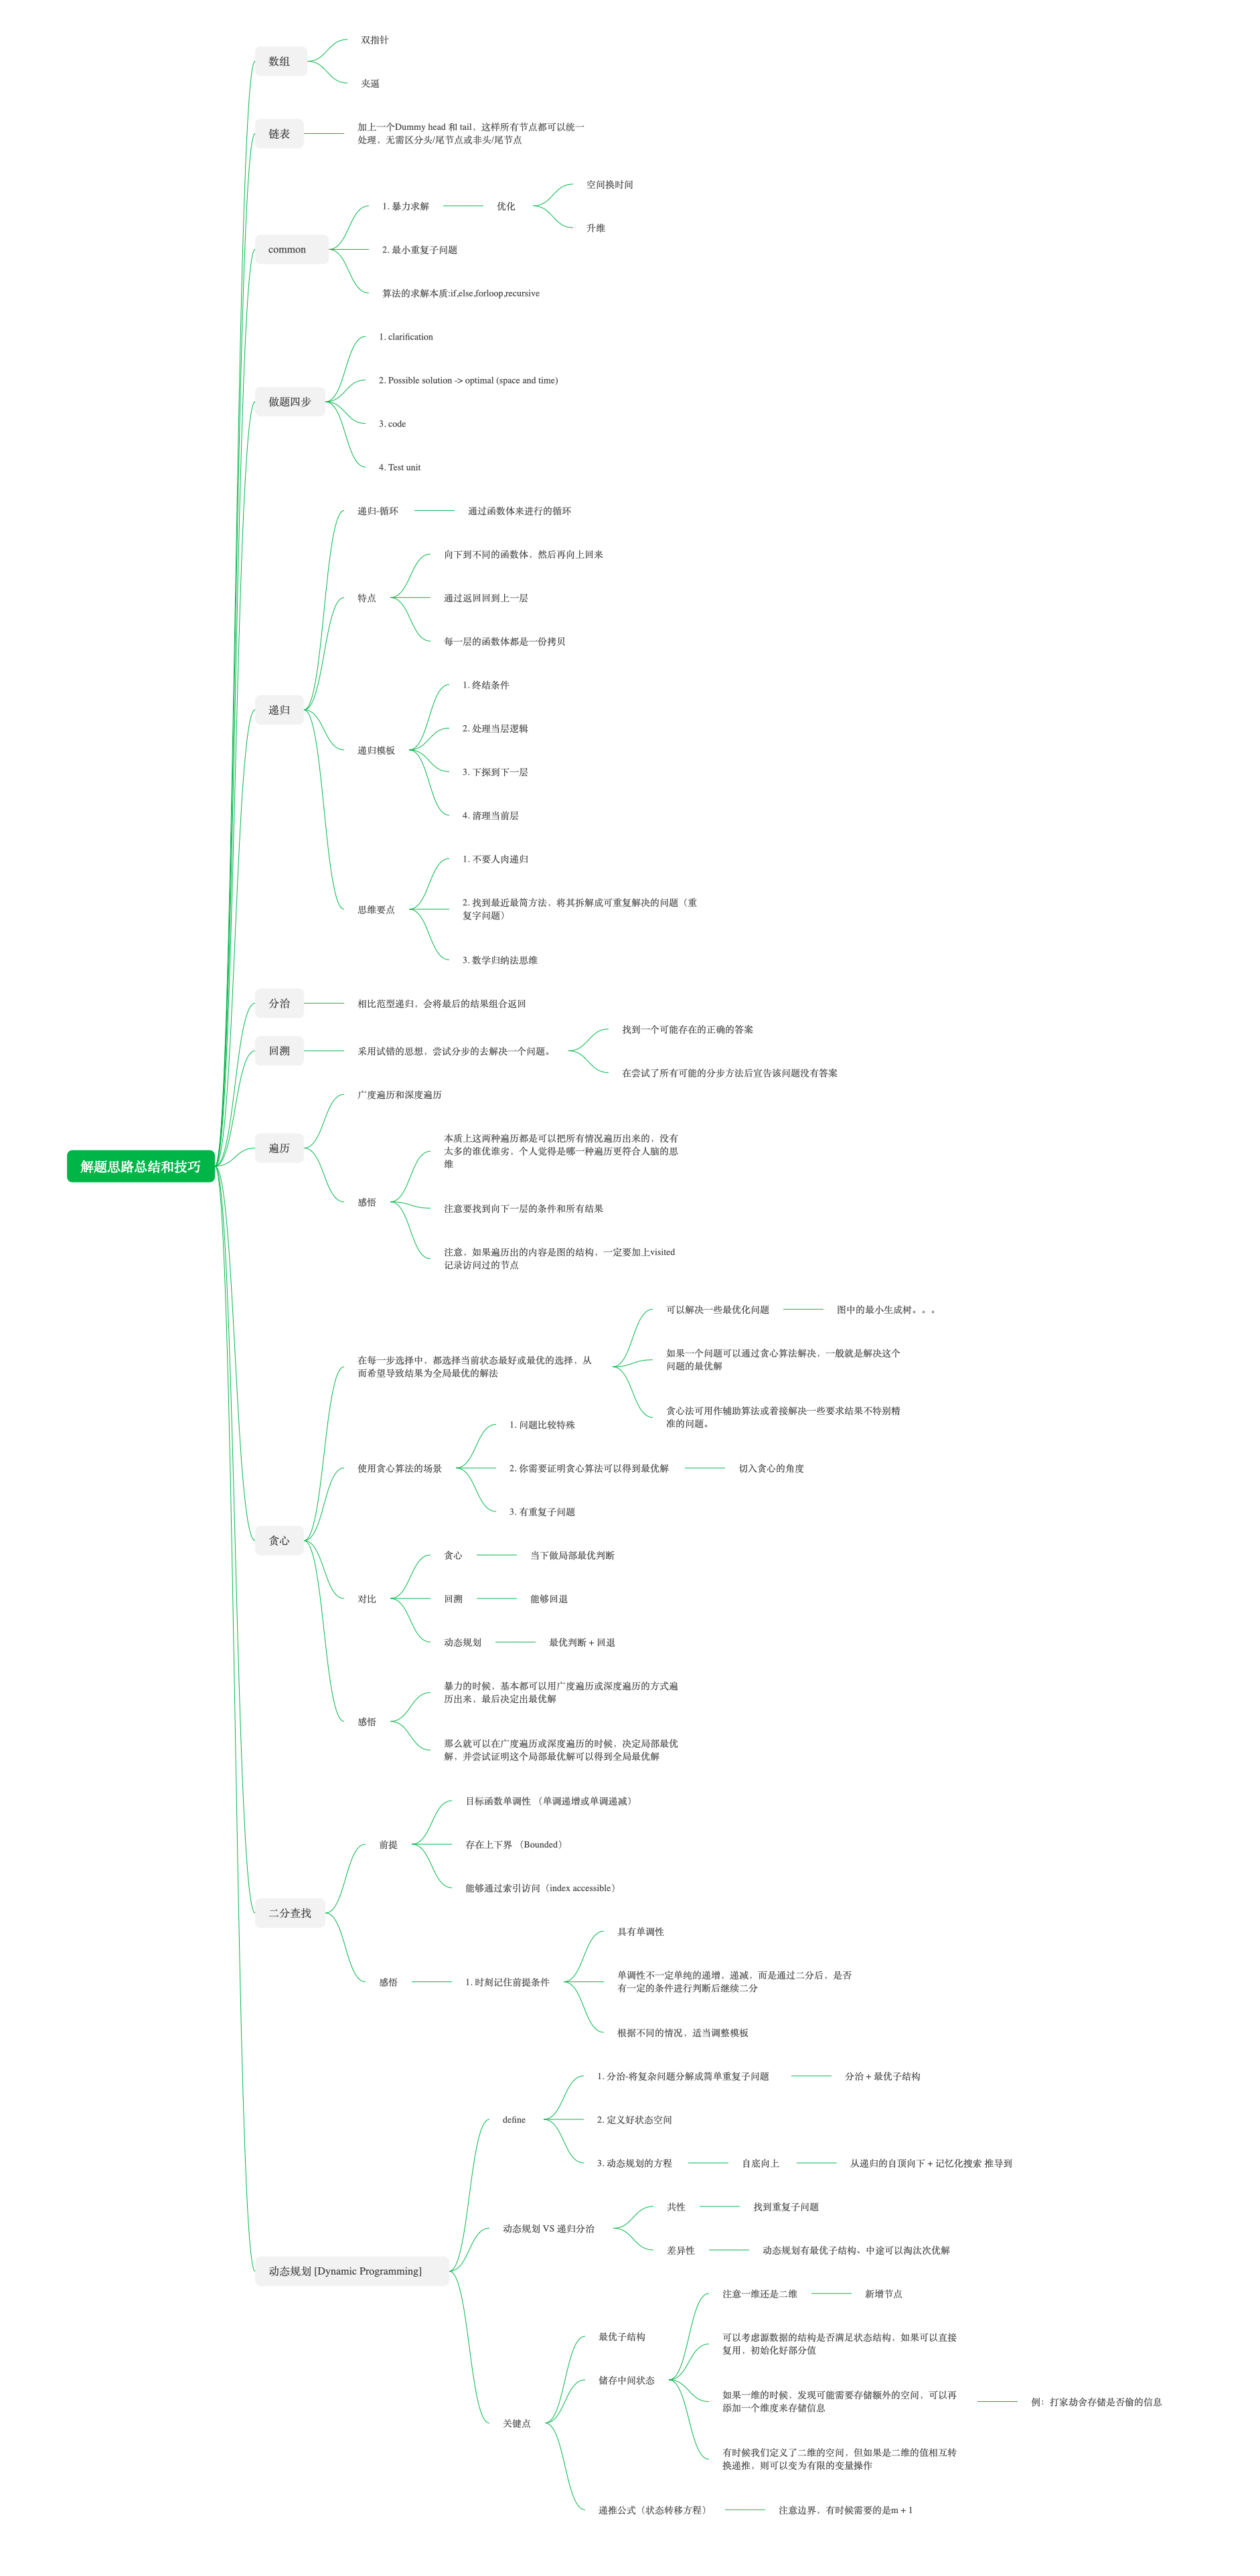 解题思路总结和技巧
数组
双指针
夹逼
链表
加上一个Dummy head 和 tail，这样所有节点都可以统一
处理，无需区分头/尾节点或非头/尾节点
common
1. 暴力求解
优化
空间换时间
升维
2. 最小重复子问题
算法的求解本质:if,else,forloop,recursive
做题四步
1. clarification
2. Possible solution -> optimal (space and time)
3. code
4. Test unit
递归
递归-循环
通过函数体来进行的循环
特点
向下到不同的函数体，然后再向上回来
通过返回回到上一层
每一层的函数体都是一份拷贝
递归模板
1. 终结条件
2. 处理当层逻辑
3. 下探到下一层
4. 清理当前层
思维要点
1. 不要人肉递归
2. 找到最近最简方法，将其拆解成可重复解决的问题（重
复字问题）
3. 数学归纳法思维
分治
相比范型递归，会将最后的结果组合返回
回溯
采用试错的思想，尝试分步的去解决一个问题。
找到一个可能存在的正确的答案
在尝试了所有可能的分步方法后宣告该问题没有答案
遍历
广度遍历和深度遍历
感悟
本质上这两种遍历都是可以把所有情况遍历出来的，没有
太多的谁优谁劣，个人觉得是哪一种遍历更符合人脑的思
维
注意要找到向下一层的条件和所有结果
注意，如果遍历出的内容是图的结构，一定要加上visited
记录访问过的节点
贪心
在每一步选择中，都选择当前状态最好或最优的选择，从
而希望导致结果为全局最优的解法
可以解决一些最优化问题
图中的最小生成树。。。
如果一个问题可以通过贪心算法解决，一般就是解决这个
问题的最优解
贪心法可用作辅助算法或着接解决一些要求结果不特别精
准的问题。
使用贪心算法的场景
1. 问题比较特殊
2. 你需要证明贪心算法可以得到最优解
切入贪心的角度
3. 有重复子问题
对比
贪心
当下做局部最优判断
回溯
能够回退
动态规划
最优判断 + 回退
感悟
暴力的时候，基本都可以用广度遍历或深度遍历的方式遍
历出来，最后决定出最优解
那么就可以在广度遍历或深度遍历的时候，决定局部最优
解，并尝试证明这个局部最优解可以得到全局最优解
二分查找
前提
目标函数单调性 （单调递增或单调递减）
存在上下界 （Bounded）
能够通过索引访问（index accessible）
感悟
1. 时刻记住前提条件
具有单调性
单调性不一定单纯的递增，递减，而是通过二分后，是否
有一定的条件进行判断后继续二分
根据不同的情况，适当调整模板
动态规划 [Dynamic Programming]
define
1. 分治-将复杂问题分解成简单重复子问题
分治 + 最优子结构
2. 定义好状态空间
3. 动态规划的方程
自底向上
从递归的自顶向下 + 记忆化搜索 推导到
动态规划 VS 递归分治
共性
找到重复子问题
差异性
动态规划有最优子结构、中途可以淘汰次优解
关键点
最优子结构
储存中间状态
注意一维还是二维
新增节点
可以考虑源数据的结构是否满足状态结构，如果可以直接
复用，初始化好部分值
如果一维的时候，发现可能需要存储额外的空间，可以再
添加一个维度来存储信息
例：打家劫舍存储是否偷的信息
有时候我们定义了二维的空间，但如果是二维的值相互转
换递推，则可以变为有限的变量操作
递推公式（状态转移方程）
注意边界，有时候需要的是m + 1